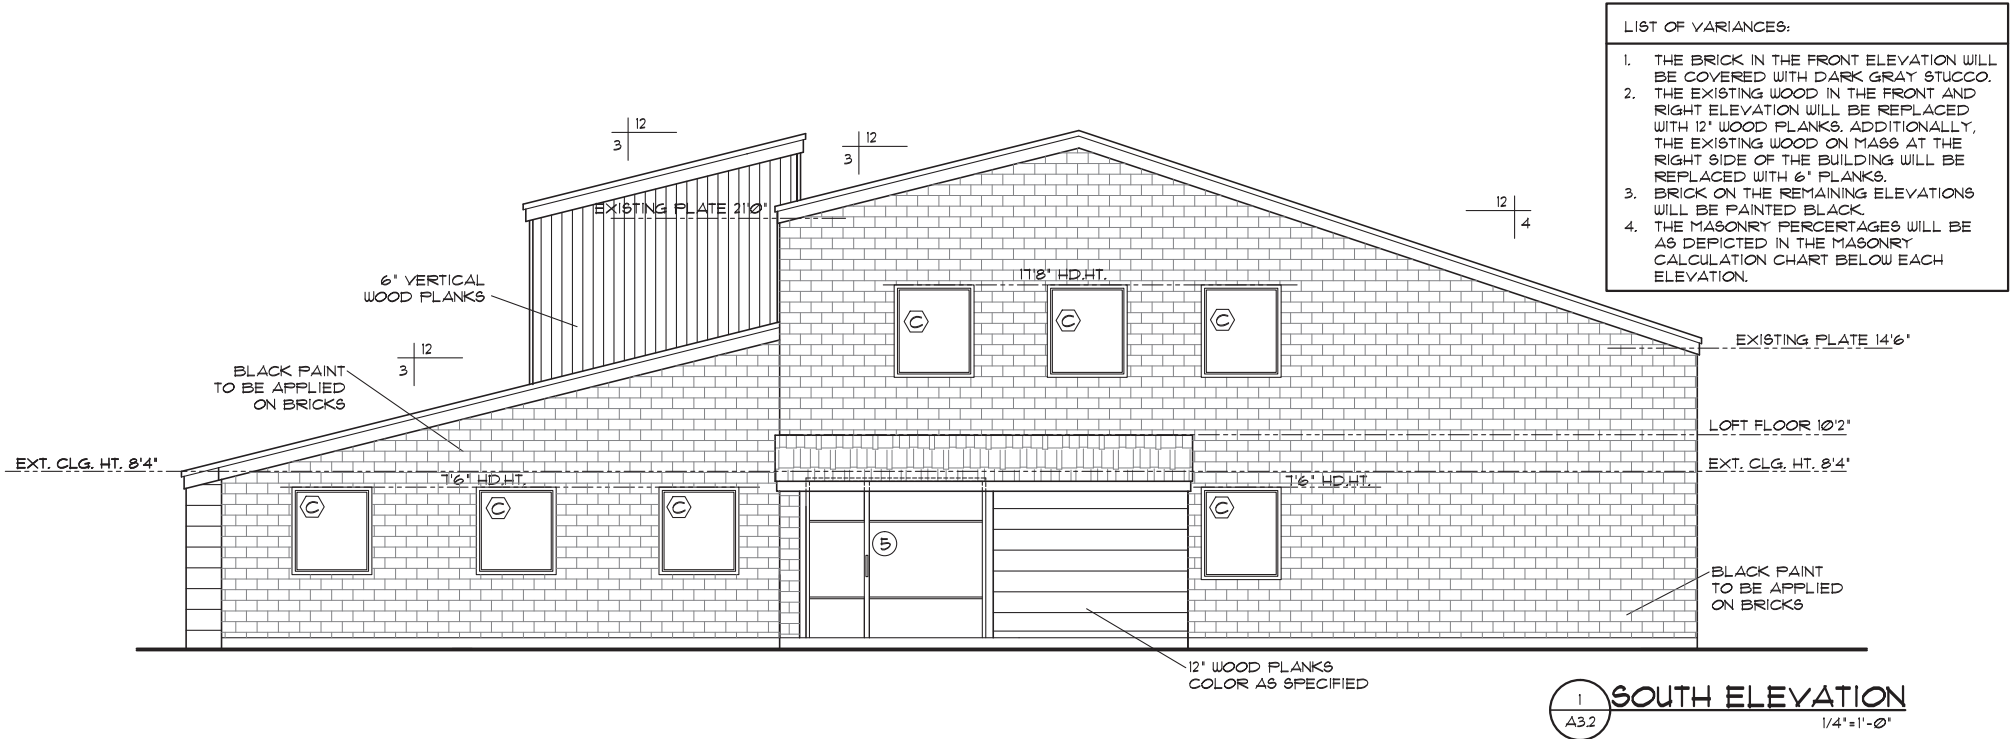 LIST OF VARIANCES:
1. THE BRICK IN THE FRONT ELEVATION WILL
BE COVERED WITH DARK GRAY STUCCO.
2. THE EXISTING WOOD IN THE FRONT AND
RIGHT ELEVATION WILL BE REPLACED
WITH 12" WOOD PLANKS. ADDITIONALLY,
THE EXISTING WOOD ON MASS AT THE
RIGHT SIDE OF THE BUILDING WILL BE
REPLACED WITH 6" PLANKS.
3. BRICK ON THE REMAINING ELEVATIONS
WILL BE PAINTED BLACK.
4. THE MASONRY PERCERTAGES WILL BE
AS DEPICTED IN THE MASONRY
CALCULATION CHART BELOW EACH
ELEVATION.
12
3
12
3
12
4
EXISTING PLATE 21'0"
6" VERTICAL
WOOD PLANKS
17'8" HD.HT.
C
C
C
EXISTING PLATE 14'6"
12
3
BLACK PAINT
TO BE APPLIED
ON BRICKS
LOFT FLOOR 10'2"
EXT. CLG. HT. 8'4"
EXT. CLG. HT. 8'4"
7'6" HD.HT.
7'6" HD.HT.
C
C
C
C
5
BLACK PAINT
TO BE APPLIED
ON BRICKS
12" WOOD PLANKS
COLOR AS SPECIFIED
1
A3.2
SOUTH ELEVATION
1/4"=1'-0"